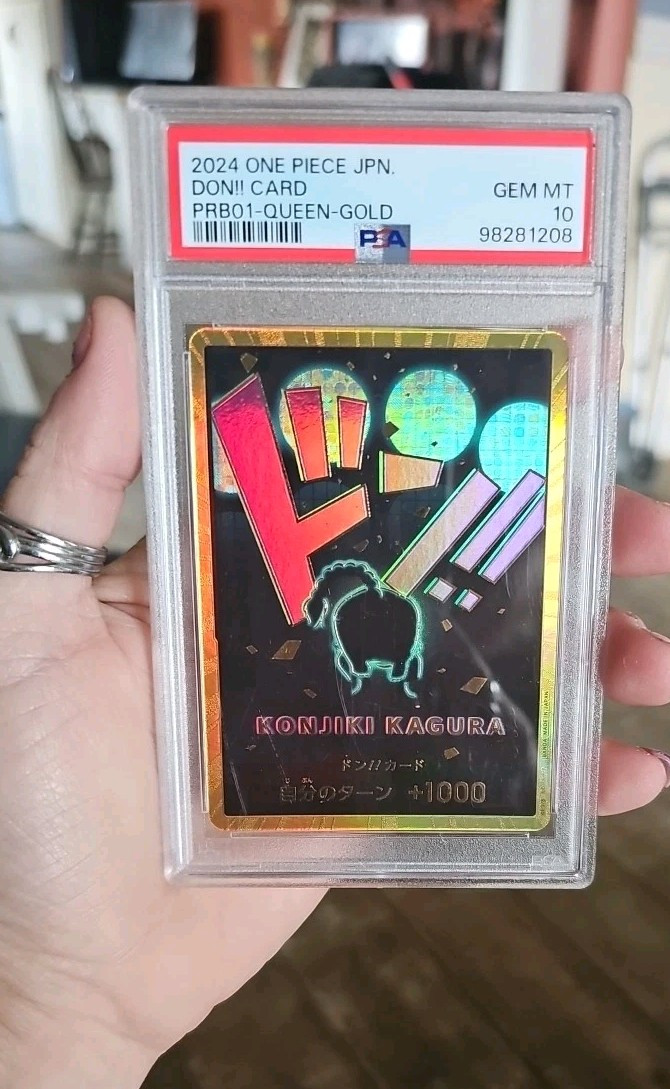 2024 ONE PIECE JPN.
DON!! CARD
GEM MT
PRB01-QUEEN-GOLD
10
PSA
98281208
ドン!!
KONJIKI KAGURA
ドン!!カード
自分のターン +1000